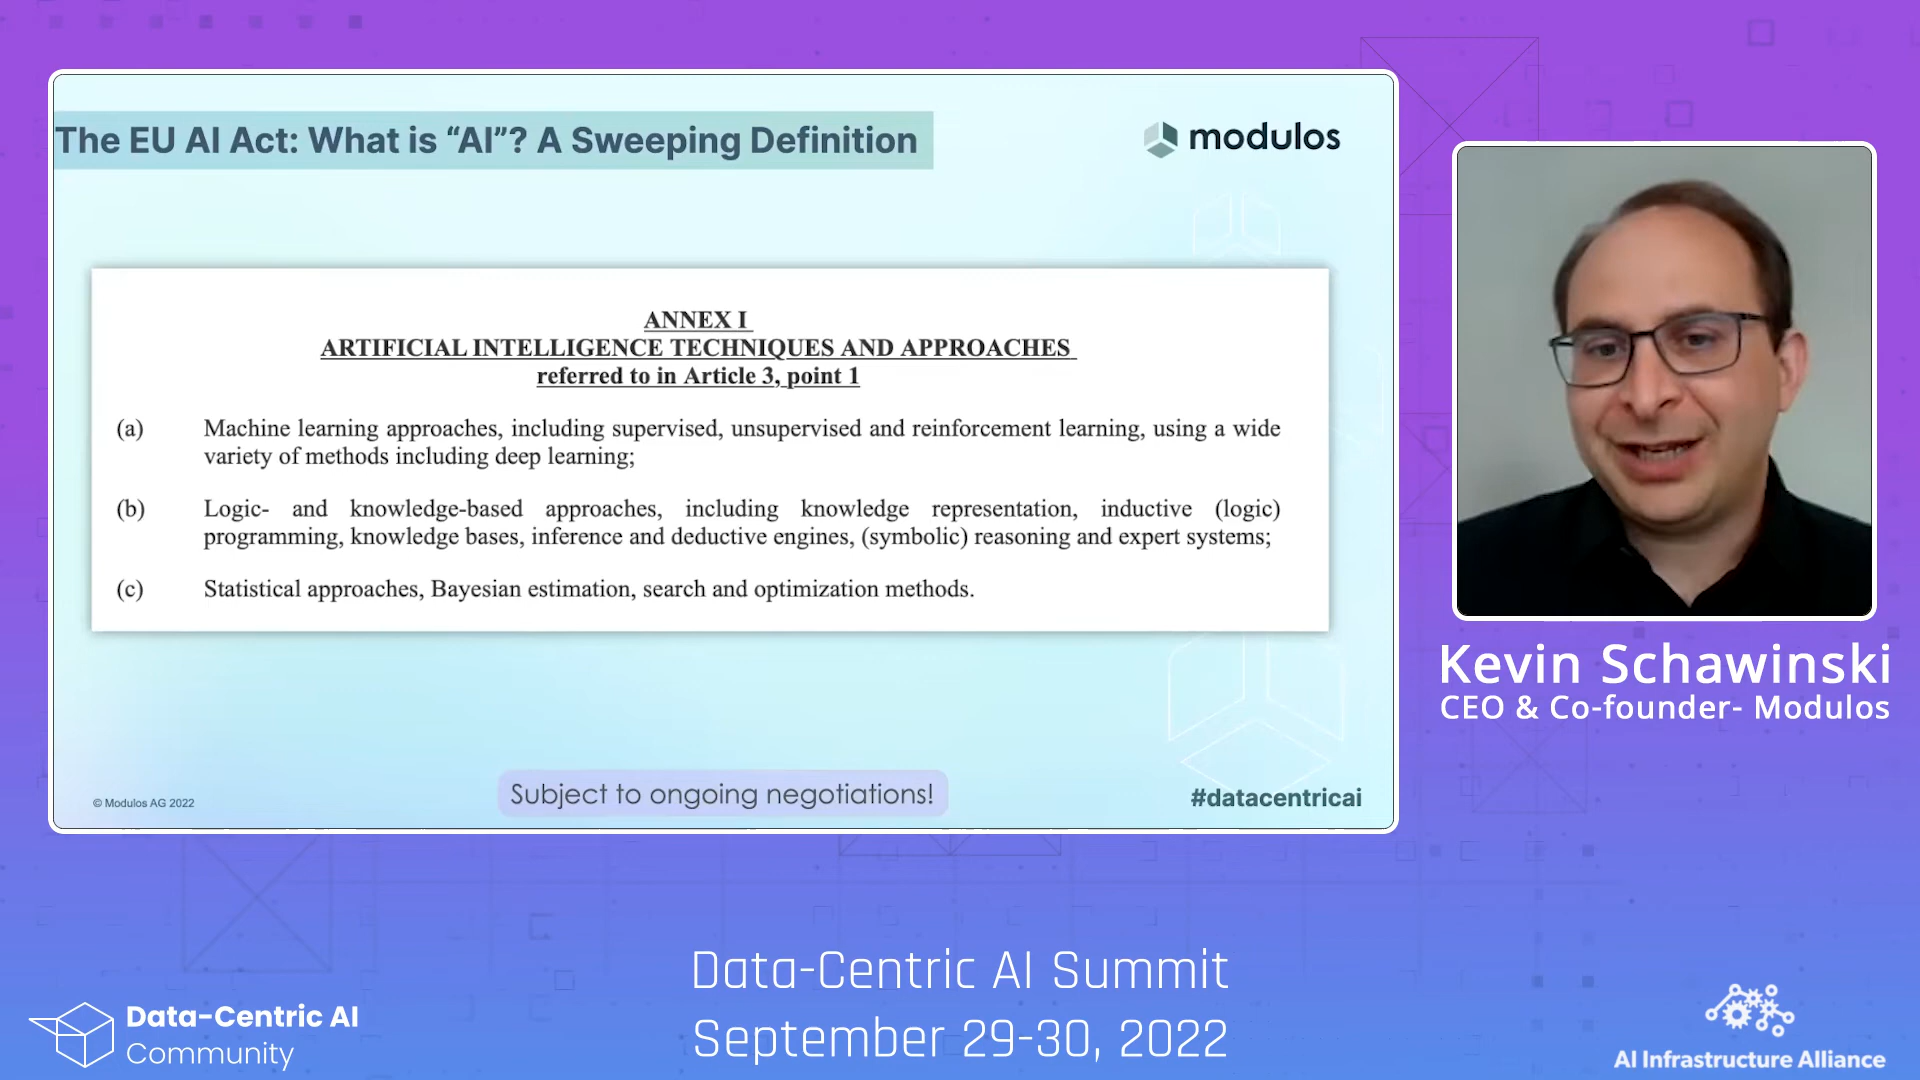 The EU AI Act: What is “AI”? A Sweeping Definition
modulos
ANNEX I
ARTIFICIAL INTELLIGENCE TECHNIQUES AND APPROACHES
referred to in Article 3, point 1
(a) Machine learning approaches, including supervised, unsupervised and reinforcement learning, using a wide
variety of methods including deep learning;
(b) Logic- and knowledge-based approaches, including knowledge representation, inductive (logic)
programming, knowledge bases, inference and deductive engines, (symbolic) reasoning and expert systems;
(c) Statistical approaches, Bayesian estimation, search and optimization methods.
© Modulos AG 2022
Subject to ongoing negotiations!
#datacentricai
Kevin Schawinski
CEO & Co-founder- Modulos
Data-Centric AI Summit
September 29-30, 2022
Data-Centric AI
Community
AI Infrastructure Alliance